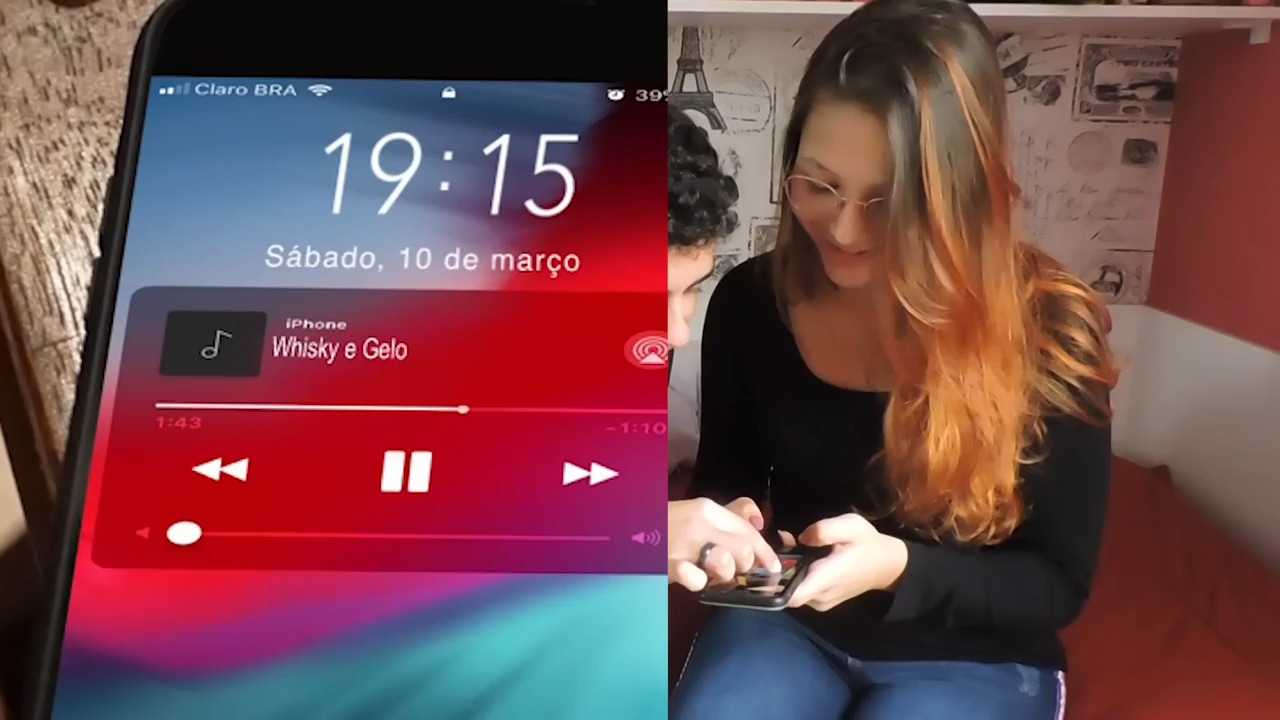 Claro BRA
39%
19:15
Sábado, 10 de março
iPhone
Whisky e Gelo
1:43
-1:10